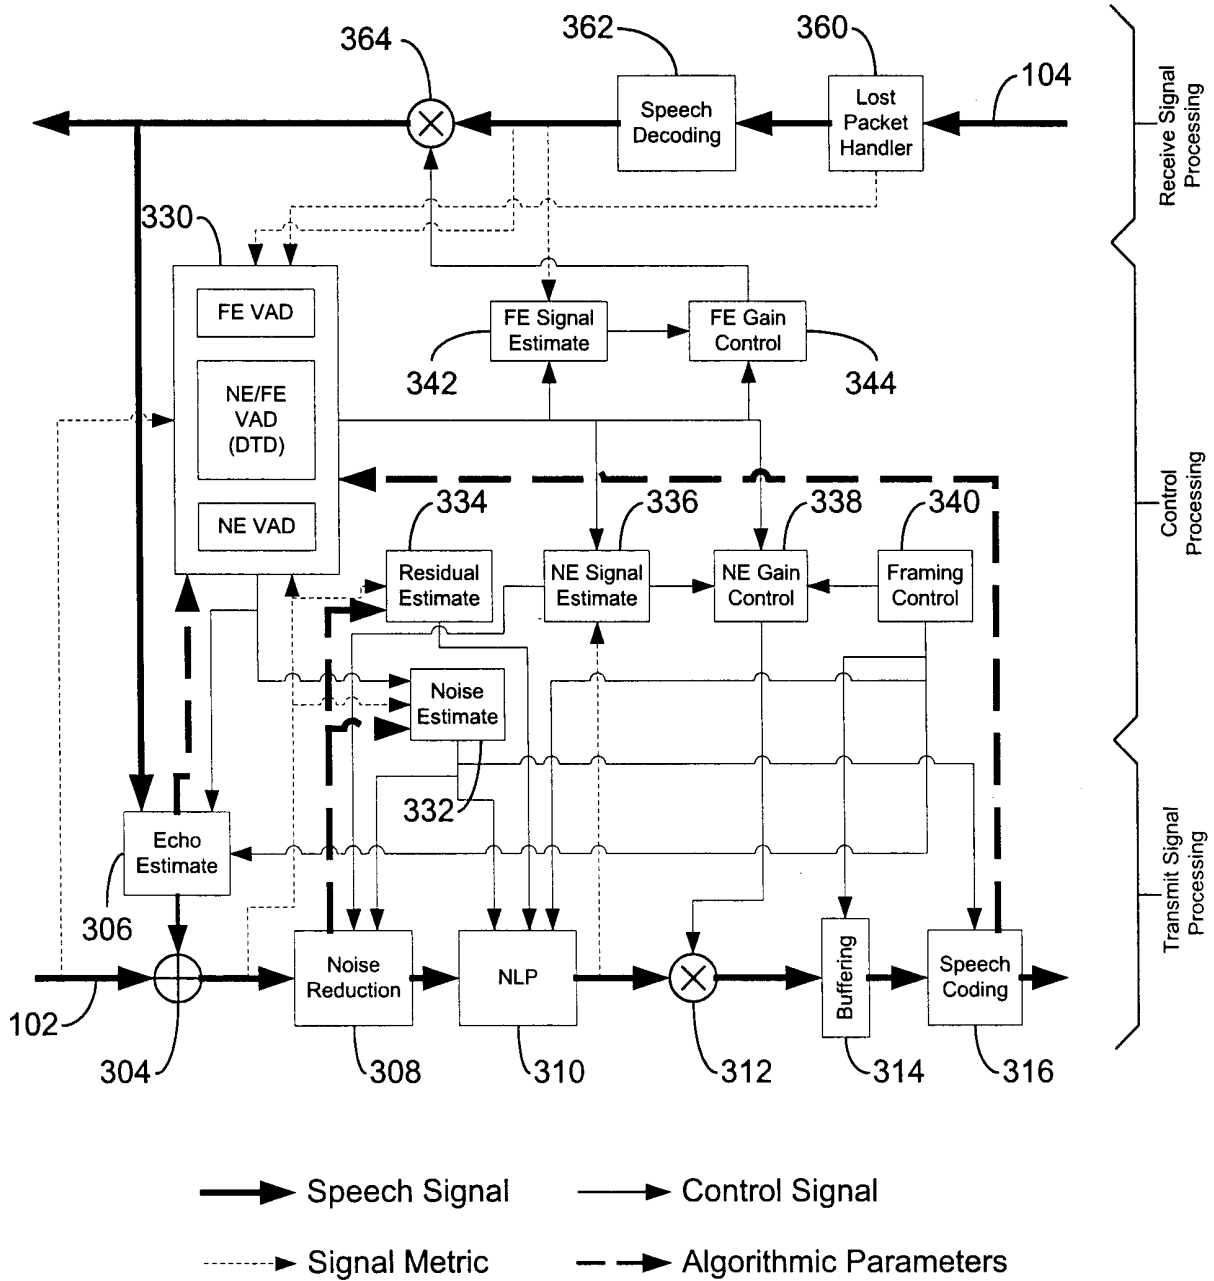 364
362
360
104
Speech
Decoding
Lost
Packet
Handler
Receive Signal
Processing
330
FE VAD
NE/FE
VAD
(DTD)
NE VAD
FE Signal
Estimate
FE Gain
Control
342
344
334
336
338
340
Residual
Estimate
NE Signal
Estimate
NE Gain
Control
Framing
Control
Control
Processing
Noise
Estimate
332
Echo
Estimate
306
Noise
Reduction
NLP
Buffering
Speech
Coding
Transmit Signal
Processing
102
304
308
310
312
314
316
Speech Signal
Control Signal
Signal Metric
Algorithmic Parameters